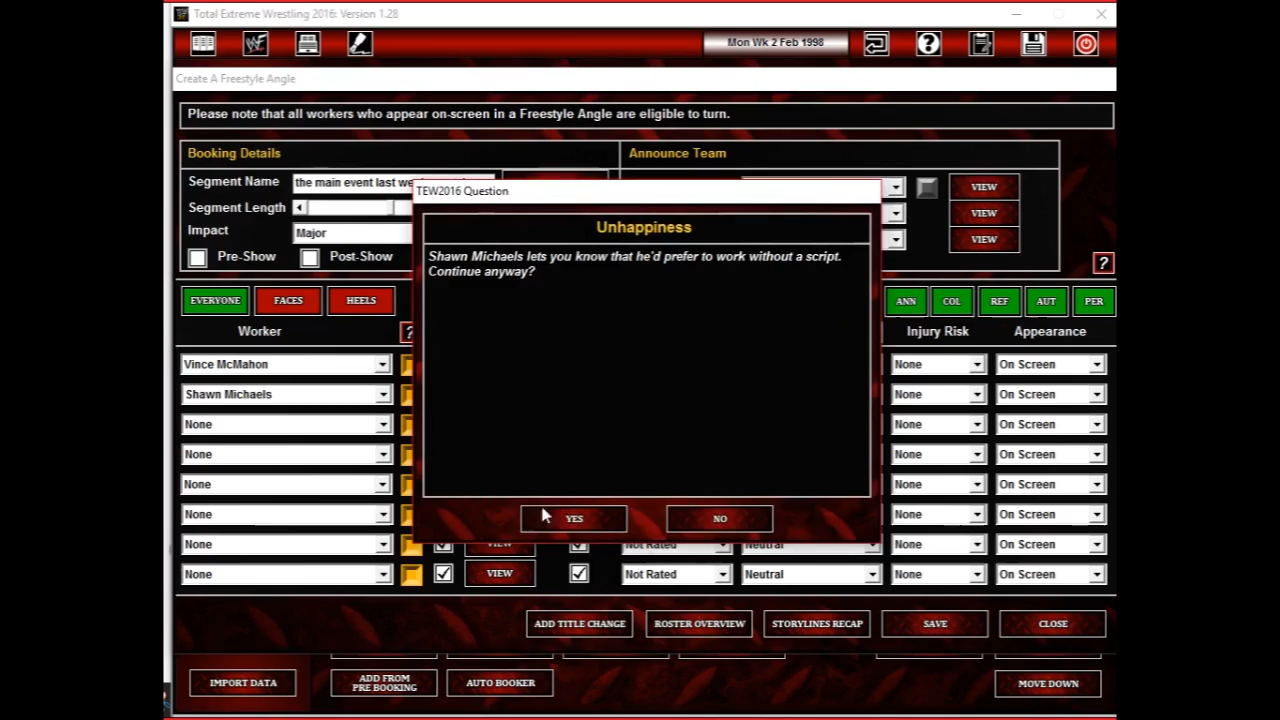 Total Extreme Wrestling 2016: Version 1.28
Mon Wk 2 Feb 1998
Create A Freestyle Angle
Please note that all workers who appear on-screen in a Freestyle Angle are eligible to turn.
Booking Details
Announce Team
Segment Name
the main event last we
VIEW
Segment Length
VIEW
Impact
Major
VIEW
Pre-Show
Post-Show
?
TEW2016 Question
Unhappiness
Shawn Michaels lets you know that he'd prefer to work without a script.
Continue anyway?
YES
NO
EVERYONE
FACES
HEELS
ANN
COL
REF
AUT
PER
Worker
?
Injury Risk
Appearance
Vince McMahon
None
On Screen
Shawn Michaels
None
On Screen
None
None
On Screen
None
None
On Screen
None
None
On Screen
None
None
On Screen
None
VIEW
Not Rated
Neutral
None
On Screen
None
VIEW
Not Rated
Neutral
None
On Screen
ADD TITLE CHANGE
ROSTER OVERVIEW
STORYLINES RECAP
SAVE
CLOSE
IMPORT DATA
ADD FROM
PRE BOOKING
AUTO BOOKER
MOVE DOWN